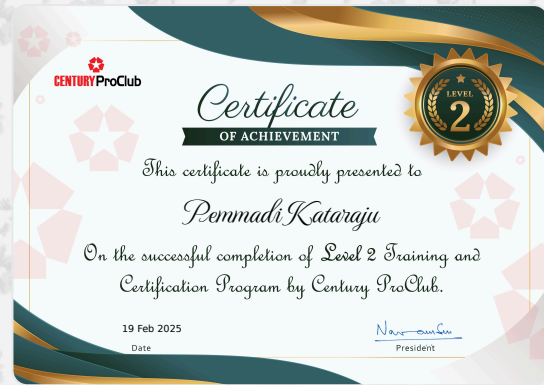 CENTURY ProClub
Certificate
OF ACHIEVEMENT
LEVEL
2
This certificate is proudly presented to
Pemmadi Kataraju
On the successful completion of Level 2 Training and
Certification Program by Century ProClub.
19 Feb 2025
Date
President